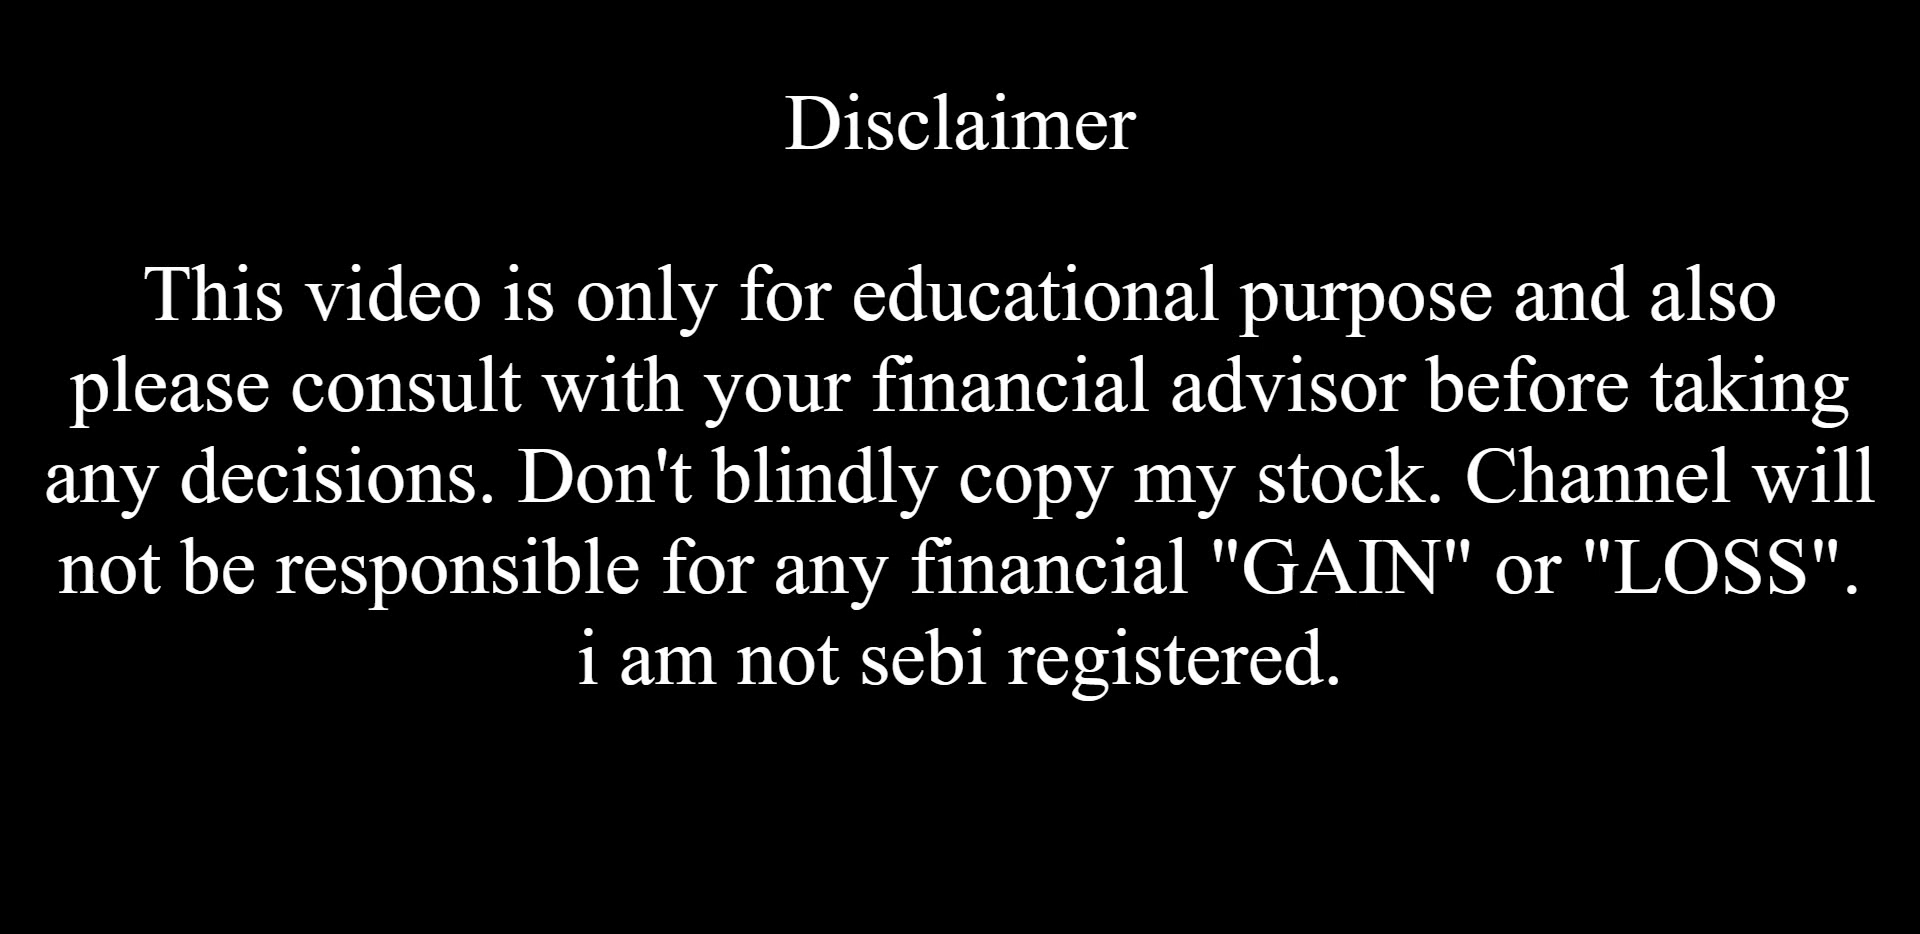 Disclaimer
This video is only for educational purpose and also
please consult with your financial advisor before taking
any decisions. Don't blindly copy my stock. Channel will
not be responsible for any financial "GAIN" or "LOSS".
i am not sebi registered.